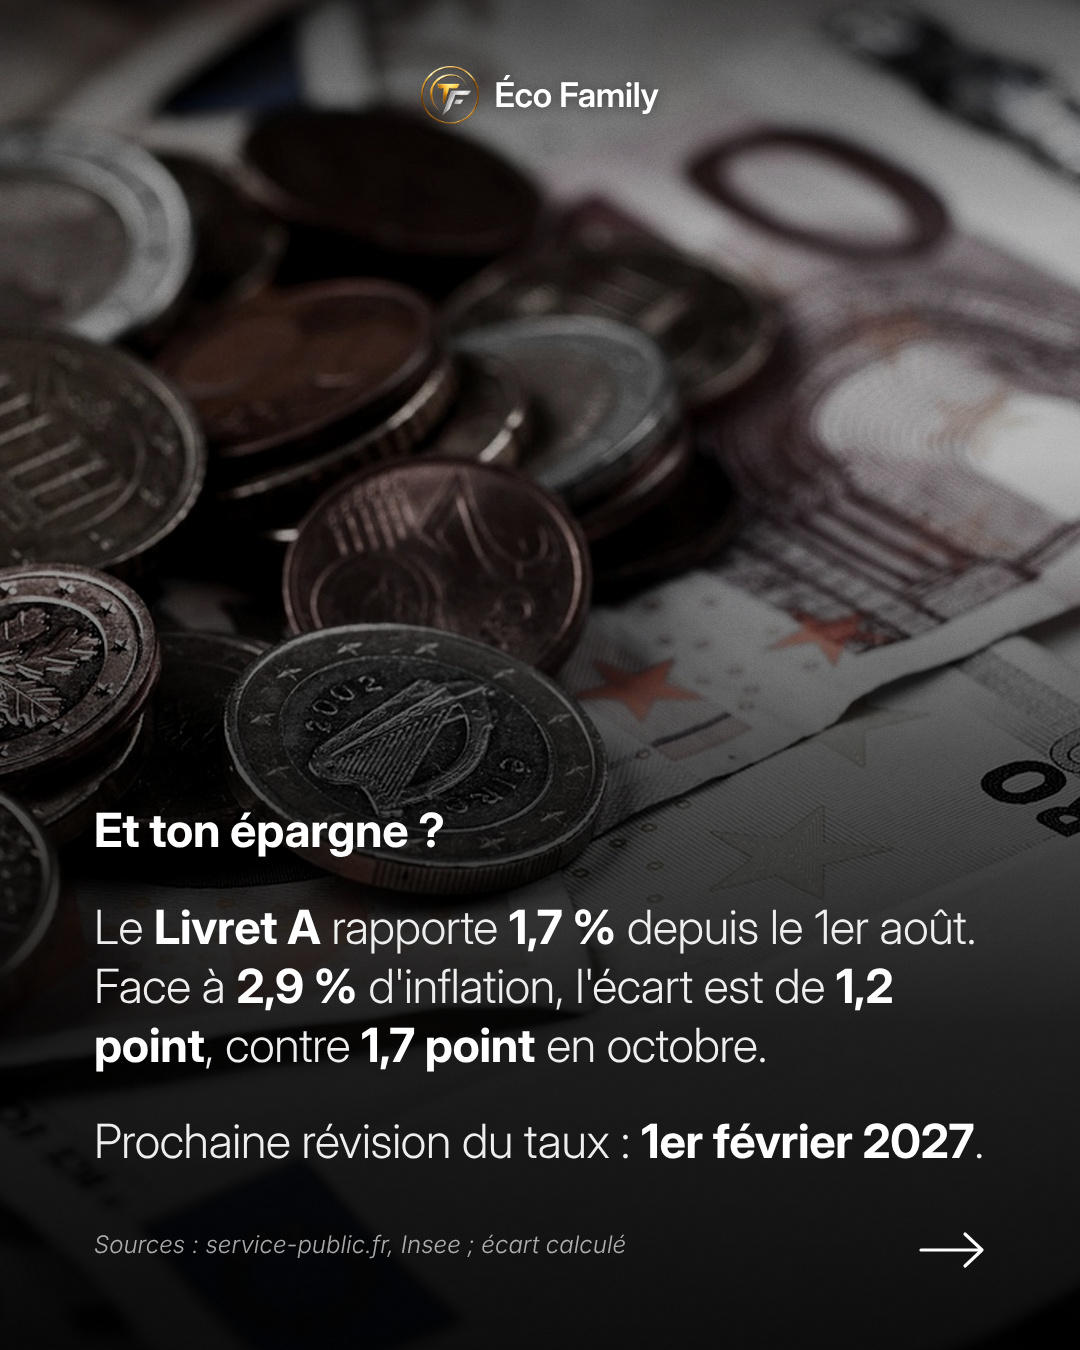 TF Éco Family
2002
Et ton épargne ?
Le Livret A rapporte 1,7 % depuis le 1er août.
Face à 2,9 % d'inflation, l'écart est de 1,2
point, contre 1,7 point en octobre.
Prochaine révision du taux : 1er février 2027.
Sources : service-public.fr, Insee ; écart calculé